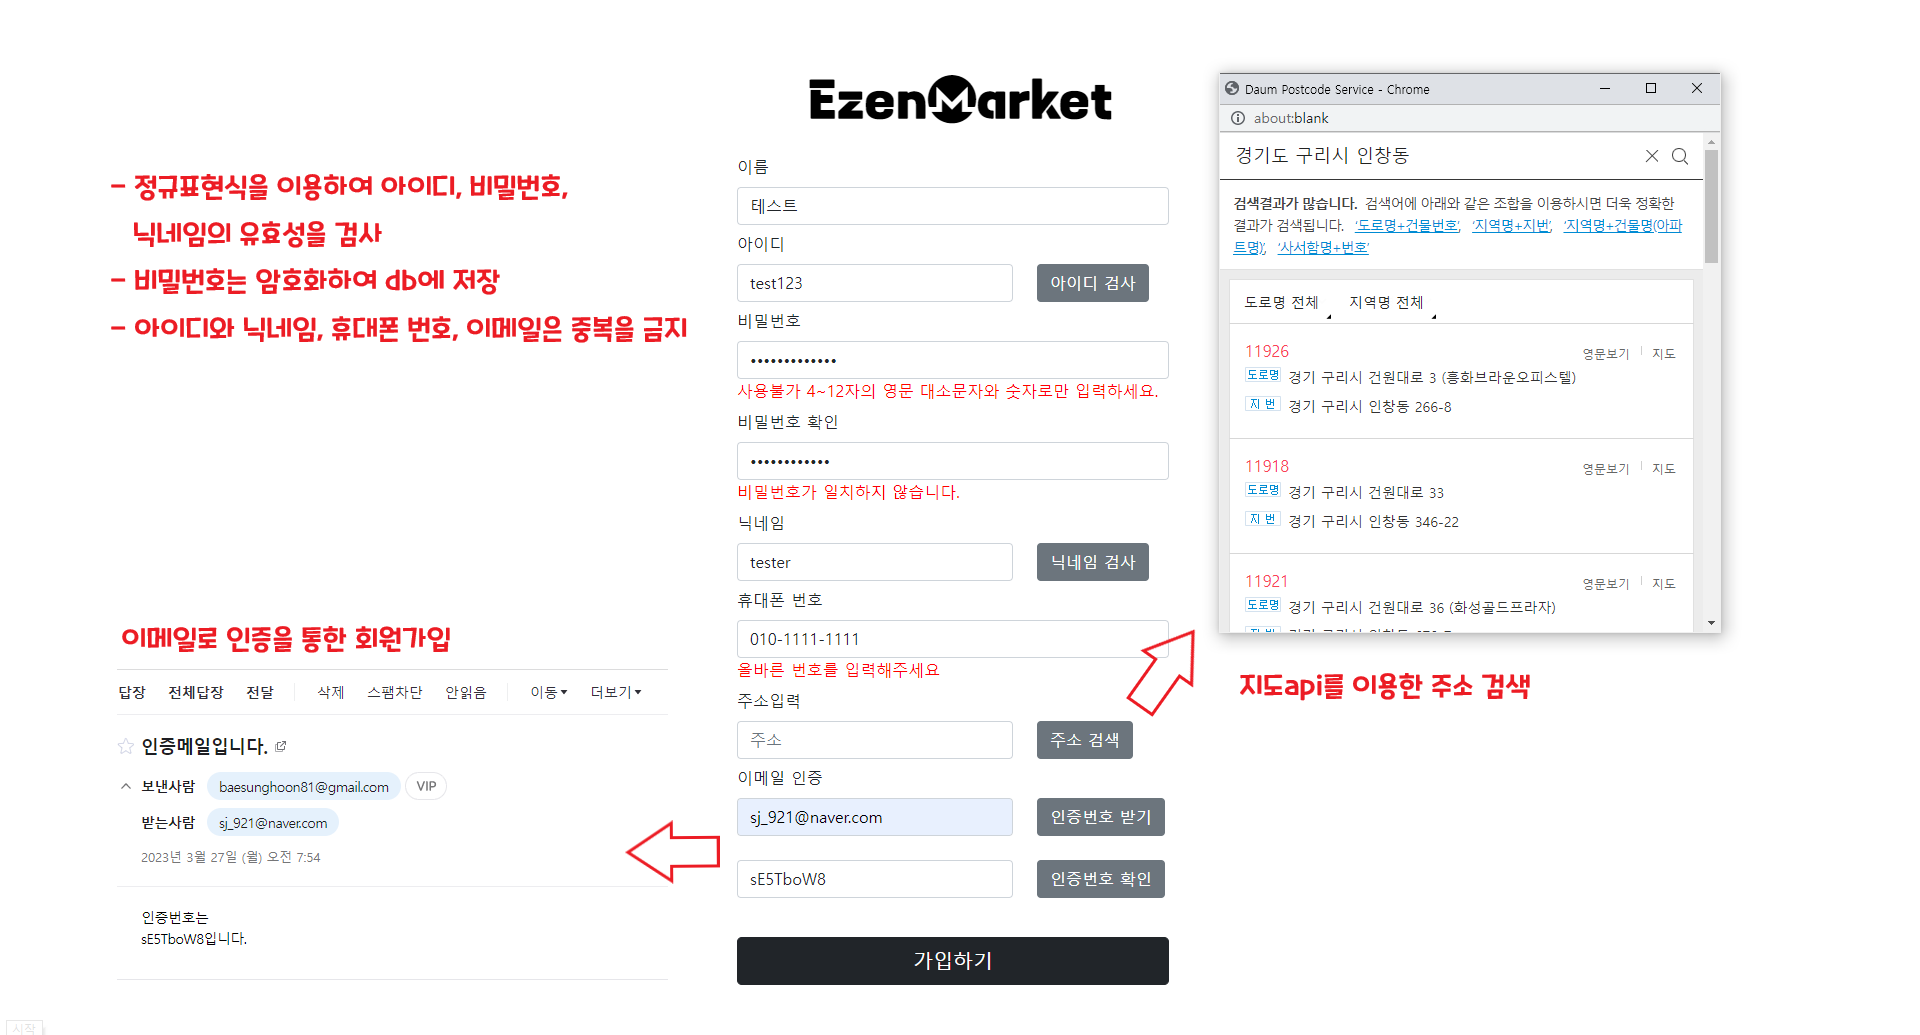 EzenMarket
- 정규표현식을 이용하여 아이디, 비밀번호,
닉네임의 유효성을 검사
- 비밀번호는 암호화하여 db에 저장
- 아이디와 닉네임, 휴대폰 번호, 이메일은 중복을 금지
이름
테스트
아이디
test123
아이디 검사
비밀번호
•••••••••••••
사용불가 4~12자의 영문 대소문자와 숫자로만 입력하세요.
비밀번호 확인
••••••••••••
비밀번호가 일치하지 않습니다.
닉네임
tester
닉네임 검사
휴대폰 번호
010-1111-1111
올바른 번호를 입력해주세요
주소입력
주소
주소 검색
이메일 인증
sj_921@naver.com
인증번호 받기
sE5TboW8
인증번호 확인
가입하기
Daum Postcode Service - Chrome
about:blank
경기도 구리시 인창동
검색결과가 많습니다. 검색어에 아래와 같은 조합을 이용하시면 더욱 정확한
결과가 검색됩니다. '도로명+건물번호', '지역명+지번', '지역명+건물명(아파
트명)', '사서함명+번호'
도로명 전체 지역명 전체
11926 영문보기 지도
도로명 경기 구리시 건원대로 3 (흥화브라운오피스텔)
지번 경기 구리시 인창동 266-8
11918 영문보기 지도
도로명 경기 구리시 건원대로 33
지번 경기 구리시 인창동 346-22
11921 영문보기 지도
도로명 경기 구리시 건원대로 36 (화성골드프라자)
지도api를 이용한 주소 검색
이메일로 인증을 통한 회원가입
답장 전체답장 전달 삭제 스팸차단 안읽음 이동 더보기
인증메일입니다.
보낸사람 baesunghoon81@gmail.com VIP
받는사람 sj_921@naver.com
2023년 3월 27일 (월) 오전 7:54
인증번호는
sE5TboW8입니다.
시작